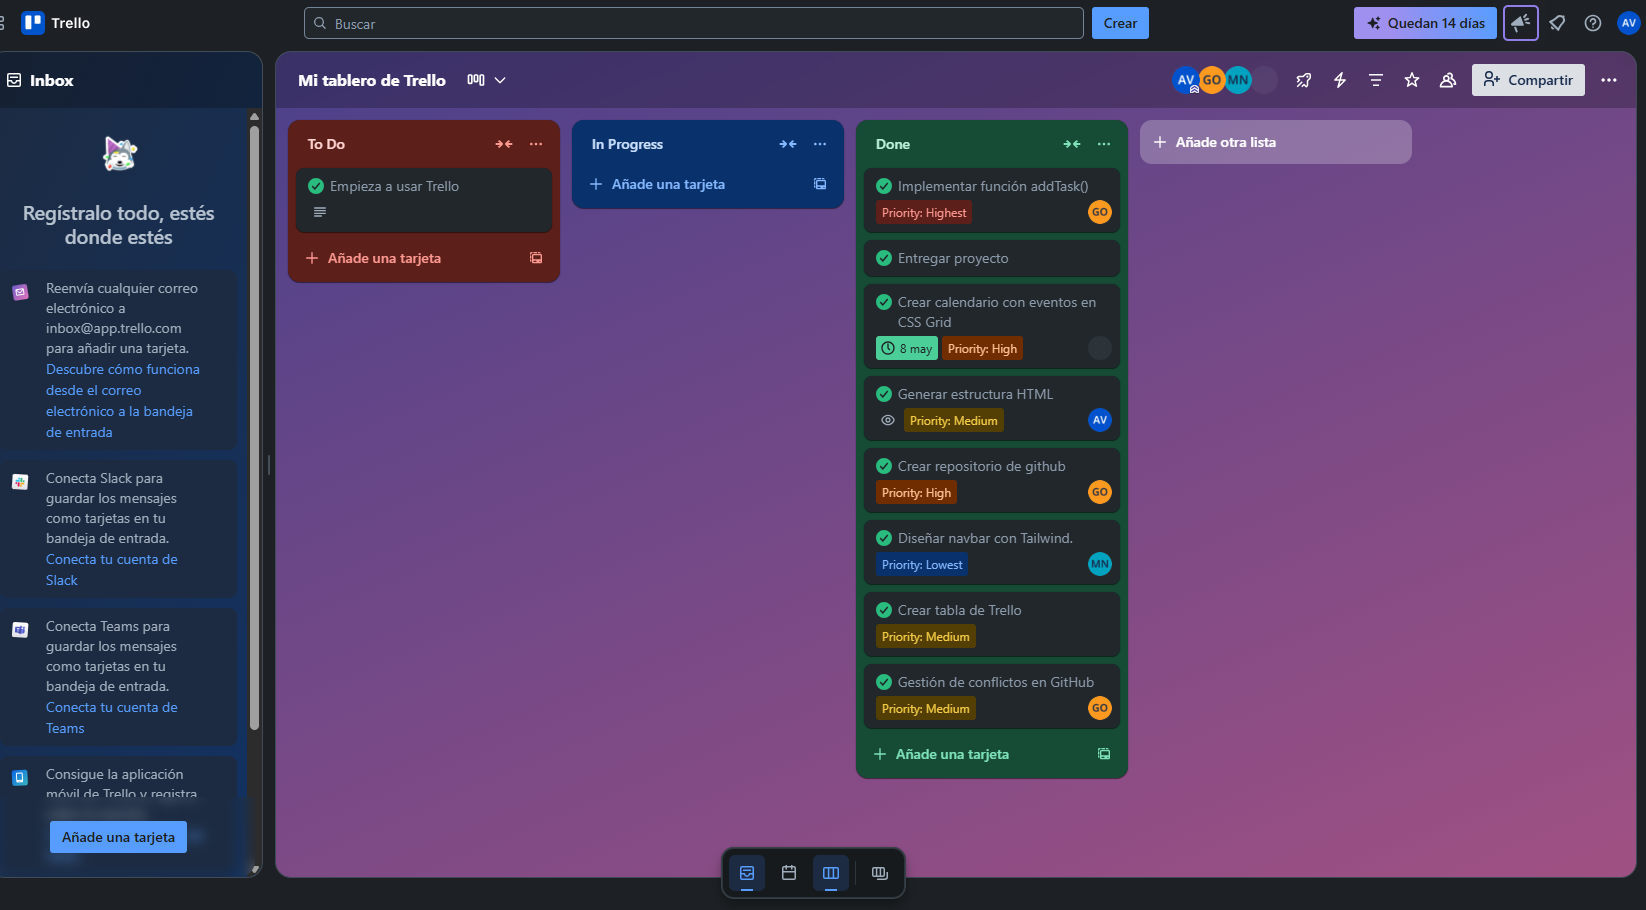 Trello
Buscar
Crear
Quedan 14 días
AV
Inbox
Regístralo todo, estés
donde estés
Reenvía cualquier correo
electrónico a
inbox@app.trello.com
para añadir una tarjeta.
Descubre cómo funciona
desde el correo
electrónico a la bandeja
de entrada
Conecta Slack para
guardar los mensajes
como tarjetas en tu
bandeja de entrada.
Conecta tu cuenta de
Slack
Conecta Teams para
guardar los mensajes
como tarjetas en tu
bandeja de entrada.
Conecta tu cuenta de
Teams
Consigue la aplicación
móvil de Trello y registra
Añade una tarjeta
Mi tablero de Trello
AV GO MN
Compartir
To Do
Empieza a usar Trello
Añade una tarjeta
In Progress
Añade una tarjeta
Done
Implementar función addTask()
Priority: Highest
GO
Entregar proyecto
Crear calendario con eventos en
CSS Grid
8 may
Priority: High
Generar estructura HTML
Priority: Medium
AV
Crear repositorio de github
Priority: High
GO
Diseñar navbar con Tailwind.
Priority: Lowest
MN
Crear tabla de Trello
Priority: Medium
Gestión de conflictos en GitHub
Priority: Medium
GO
Añade una tarjeta
Añade otra lista